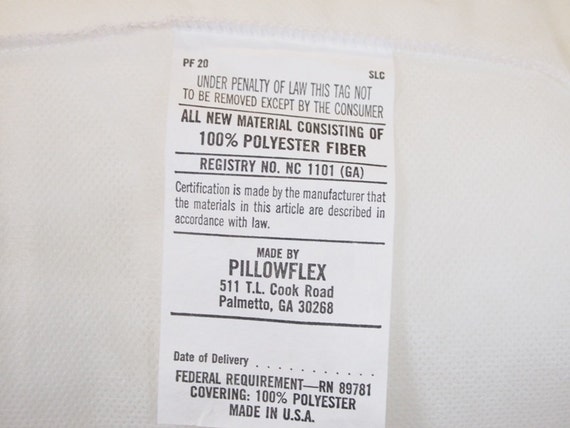 PF 20
SLC
UNDER PENALTY OF LAW THIS TAG NOT
TO BE REMOVED EXCEPT BY THE CONSUMER
ALL NEW MATERIAL CONSISTING OF
100% POLYESTER FIBER
REGISTRY NO. NC 1101 (GA)
Certification is made by the manufacturer that
the materials in this article are described in
accordance with law.
MADE BY
PILLOWFLEX
511 T.L. Cook Road
Palmetto, GA 30268
Date of Delivery . . . . . . . . . . . . .
FEDERAL REQUIREMENT—RN 89781
COVERING: 100% POLYESTER
MADE IN U.S.A.